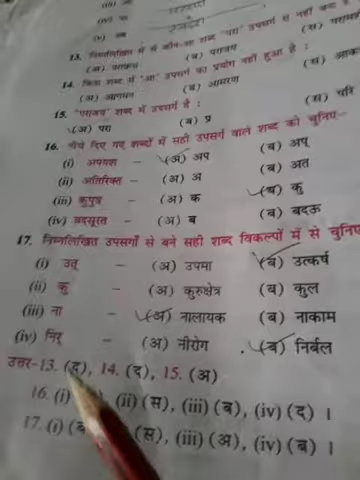 13. निम्नलिखित में से कौन-सा शब्द 'परा' उपसर्ग से नहीं बना है :
(ब) पराजय
14. किस शब्द में 'आ' उपसर्ग का प्रयोग नहीं हुआ है :
(अ) आगमन (ब) आमरण
15. 'पराजय' शब्द में उपसर्ग है :
(अ) परा (ब) प्र (स) परि
16. नीचे दिए गए शब्दों में सही उपसर्ग वाले शब्द को चुनिए–
(i) अपयश – (अ) अप (ब) अप्
(ii) अतिरिक्त – (अ) अ (ब) अत
(iii) कुपुत्र – (अ) क (ब) कु
(iv) बदसूरत – (अ) ब (ब) बदऊ
17. निम्नलिखित उपसर्गों से बने सही शब्द विकल्पों में से चुनिए
(i) उत् – (अ) उपमा (ब) उत्कर्ष
(ii) कु – (अ) कुरुक्षेत्र (ब) कुल
(iii) ना – (अ) नालायक (ब) नाकाम
(iv) निर् – (अ) नीरोग (ब) निर्बल
उत्तर–13. (द), 14. (द), 15. (अ)
16. (i) (ii) (स), (iii) (ब), (iv) (द) ।
17. (i) (ब (स), (iii) (अ), (iv) (ब) ।